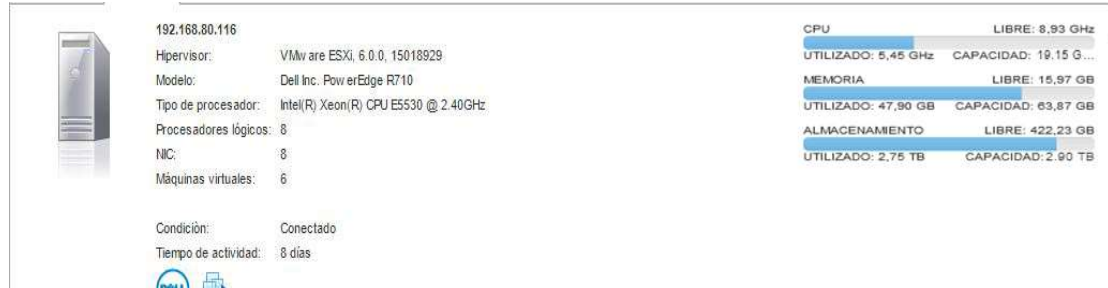 192.168.80.116
Hipervisor: VMware ESXi, 6.0.0, 15018929
Modelo: Dell Inc. PowerEdge R710
Tipo de procesador: Intel(R) Xeon(R) CPU E5530 @ 2.40GHz
Procesadores lógicos: 8
NIC: 8
Máquinas virtuales: 6
Condiciòn: Conectado
Tiempo de actividad: 8 días
DELL
CPU LIBRE: 8,93 GHz
UTILIZADO: 5,45 GHz CAPACIDAD: 19.15 G...
MEMORIA LIBRE: 15,97 GB
UTILIZADO: 47,90 GB CAPACIDAD: 63,87 GB
ALMACENAMIENTO LIBRE: 422,23 GB
UTILIZADO: 2,75 TB CAPACIDAD: 2.90 TB